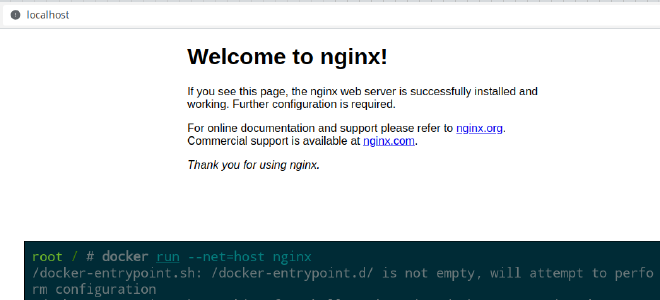 localhost
Welcome to nginx!
If you see this page, the nginx web server is successfully installed and
working. Further configuration is required.
For online documentation and support please refer to nginx.org.
Commercial support is available at nginx.com.
Thank you for using nginx.
root / # docker run --net=host nginx
/docker-entrypoint.sh: /docker-entrypoint.d/ is not empty, will attempt to perfo
rm configuration